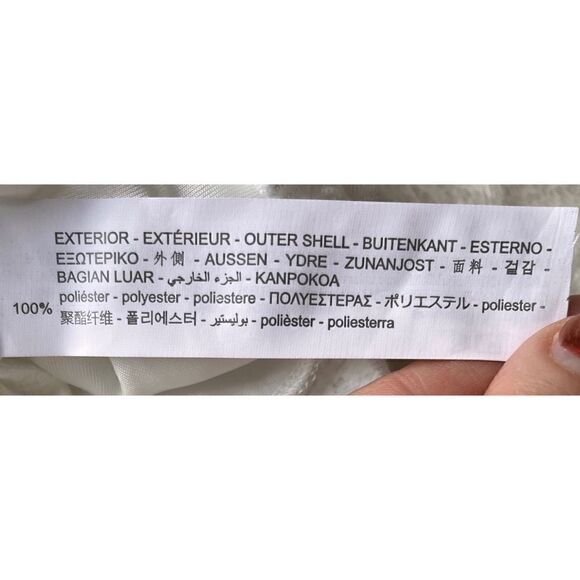 EXTERIOR - EXTÉRIEUR - OUTER SHELL - BUITENKANT - ESTERNO -
ΕΞΩΤΕΡΙΚΟ - 外 側 - AUSSEN - YDRE - ZUNANJOST - 面 料 - 겉감 -
BAGIAN LUAR - الجزء الخارجي - KANPOKOA
100% poliéster - polyester - poliastere - ΠΟΛΥΕΣΤΕΡΑΣ - ポリエステル - poliester -
聚酯纤维 - 폴리에스터 - بوليستير - polièster - poliesterra